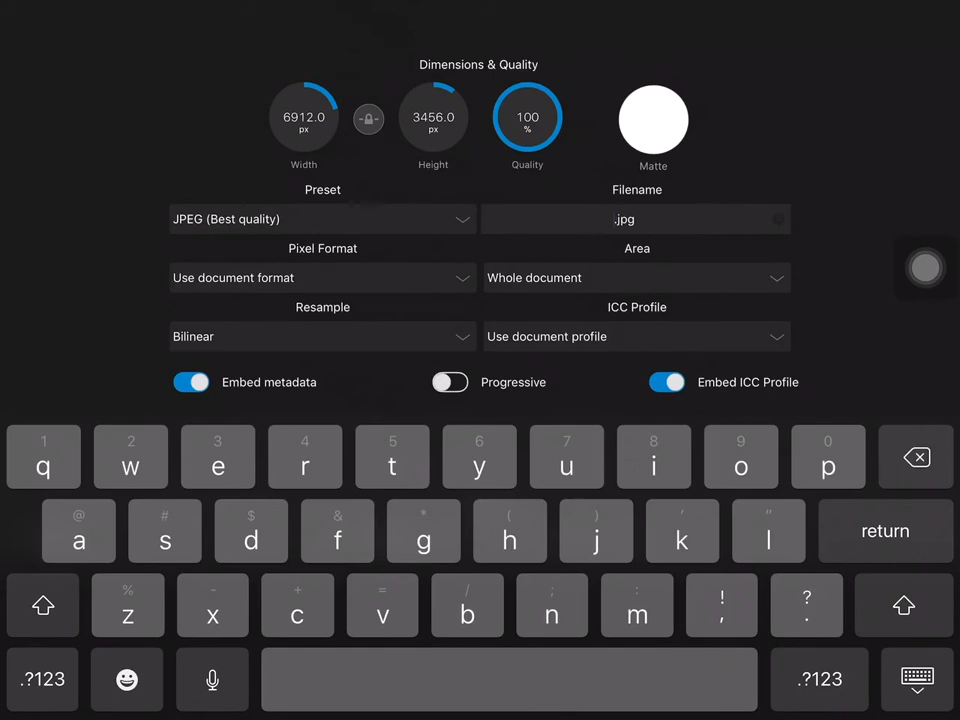 Dimensions & Quality
6912.0 px
3456.0 px
100 %
Width
Height
Quality
Matte
Preset
Filename
JPEG (Best quality)
.jpg
Pixel Format
Area
Use document format
Whole document
Resample
ICC Profile
Bilinear
Use document profile
Embed metadata
Progressive
Embed ICC Profile
1 2 3 4 5 6 7 8 9 0
q w e r t y u i o p
@ # $ & * ( ) ' "
a s d f g h j k l return
% - + = / ; : ! ?
z x c v b n m , .
.?123 .?123